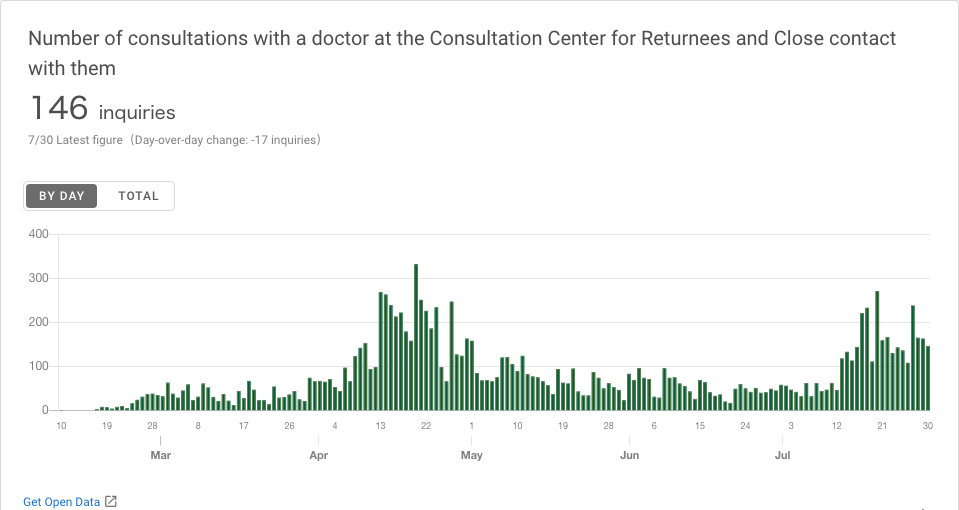 Number of consultations with a doctor at the Consultation Center for Returnees and Close contact
with them
146 inquiries
7/30 Latest figure（Day-over-day change: -17 inquiries）
BY DAY TOTAL
400
300
200
100
0
10 19 28 8 17 26 4 13 22 1 10 19 28 6 15 24 3 12 21 30
Mar Apr May Jun Jul
Get Open Data